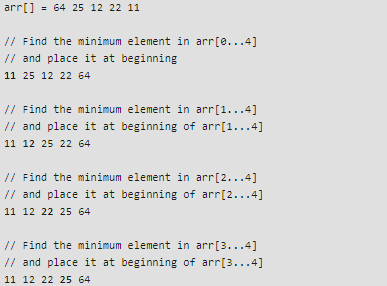 arr[] = 64 25 12 22 11
// Find the minimum element in arr[0...4]
// and place it at beginning
11 25 12 22 64
// Find the minimum element in arr[1...4]
// and place it at beginning of arr[1...4]
11 12 25 22 64
// Find the minimum element in arr[2...4]
// and place it at beginning of arr[2...4]
11 12 22 25 64
// Find the minimum element in arr[3...4]
// and place it at beginning of arr[3...4]
11 12 22 25 64